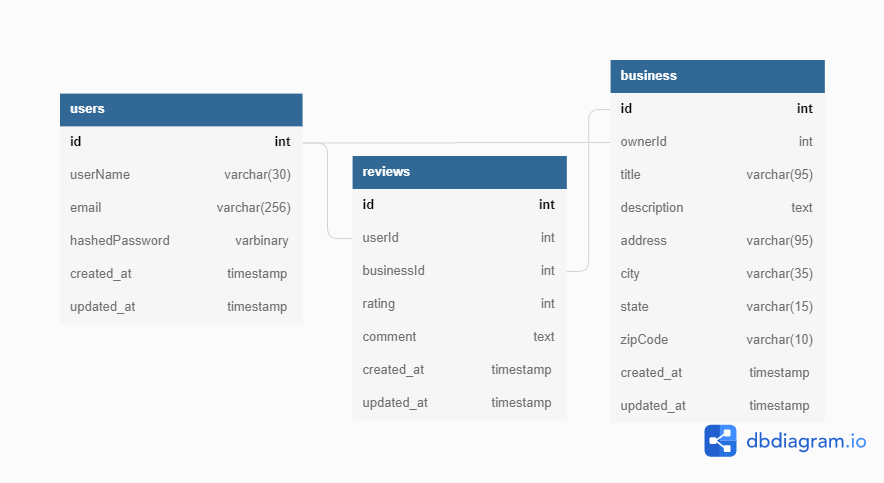 users
id int
userName varchar(30)
email varchar(256)
hashedPassword varbinary
created_at timestamp
updated_at timestamp
reviews
id int
userId int
businessId int
rating int
comment text
created_at timestamp
updated_at timestamp
business
id int
ownerId int
title varchar(95)
description text
address varchar(95)
city varchar(35)
state varchar(15)
zipCode varchar(10)
created_at timestamp
updated_at timestamp
dbdiagram.io